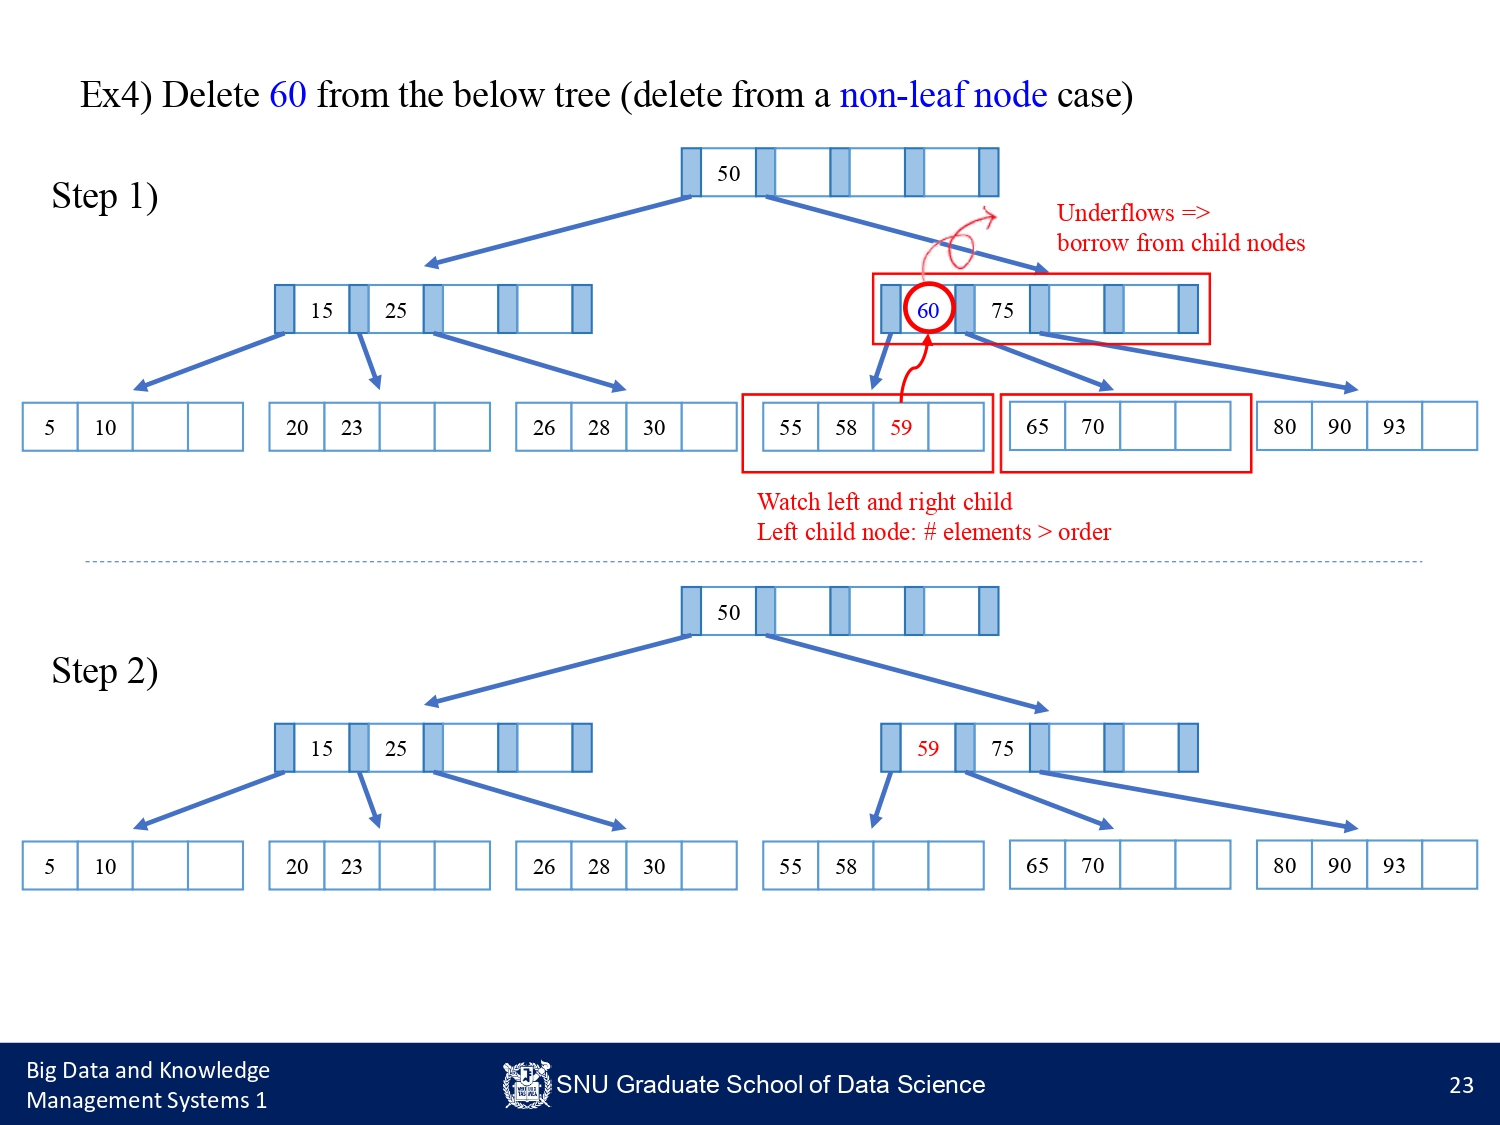 Ex4) Delete 60 from the below tree (delete from a non-leaf node case)
Step 1)
50
Underflows =>
borrow from child nodes
15 25
60 75
5 10
20 23
26 28 30
55 58 59
65 70
80 90 93
Watch left and right child
Left child node: # elements > order
Step 2)
50
15 25
59 75
5 10
20 23
26 28 30
55 58
65 70
80 90 93
Big Data and Knowledge
Management Systems 1
SNU Graduate School of Data Science
23